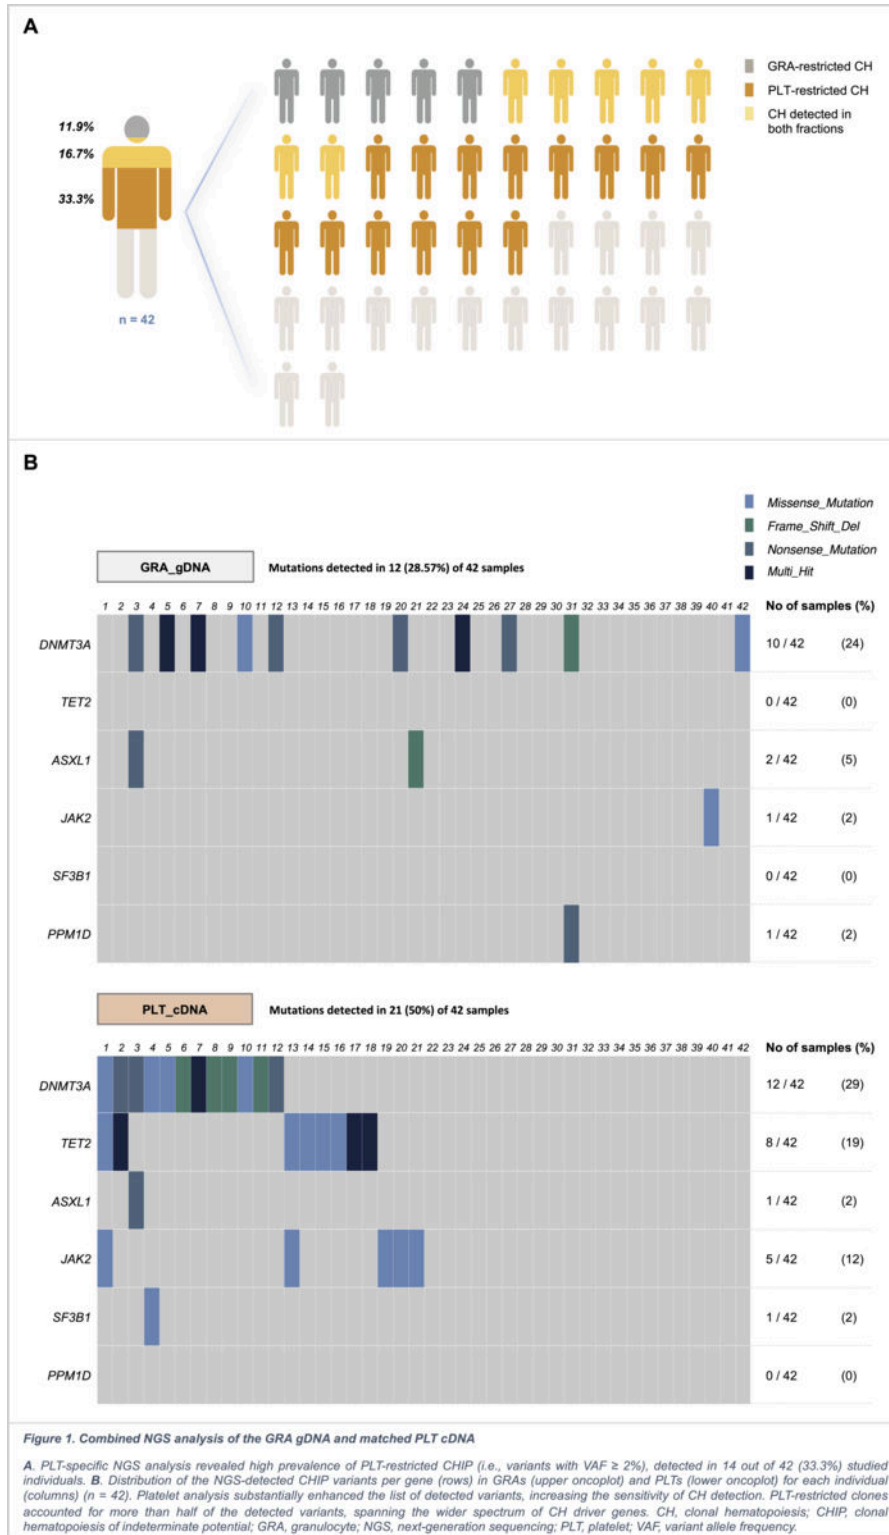 A
GRA-restricted CH
PLT-restricted CH
CH detected in
both fractions
11.9%
16.7%
33.3%
n = 42
B
Missense_Mutation
Frame_Shift_Del
Nonsense_Mutation
Multi_Hit
GRA_gDNA
Mutations detected in 12 (28.57%) of 42 samples
1 2 3 4 5 6 7 8 9 10 11 12 13 14 15 16 17 18 19 20 21 22 23 24 25 26 27 28 29 30 31 32 33 34 35 36 37 38 39 40 41 42 No of samples (%)
DNMT3A 10 / 42 (24)
TET2 0 / 42 (0)
ASXL1 2 / 42 (5)
JAK2 1 / 42 (2)
SF3B1 0 / 42 (0)
PPM1D 1 / 42 (2)
PLT_cDNA
Mutations detected in 21 (50%) of 42 samples
1 2 3 4 5 6 7 8 9 10 11 12 13 14 15 16 17 18 19 20 21 22 23 24 25 26 27 28 29 30 31 32 33 34 35 36 37 38 39 40 41 42 No of samples (%)
DNMT3A 12 / 42 (29)
TET2 8 / 42 (19)
ASXL1 1 / 42 (2)
JAK2 5 / 42 (12)
SF3B1 1 / 42 (2)
PPM1D 0 / 42 (0)
Figure 1. Combined NGS analysis of the GRA gDNA and matched PLT cDNA
A. PLT-specific NGS analysis revealed high prevalence of PLT-restricted CHIP (i.e., variants with VAF ≥ 2%), detected in 14 out of 42 (33.3%) studied
individuals. B. Distribution of the NGS-detected CHIP variants per gene (rows) in GRAs (upper oncoplot) and PLTs (lower oncoplot) for each individual
(columns) (n = 42). Platelet analysis substantially enhanced the list of detected variants, increasing the sensitivity of CH detection. PLT-restricted clones
accounted for more than half of the detected variants, spanning the wider spectrum of CH driver genes. CH, clonal hematopoiesis; CHIP, clonal
hematopoiesis of indeterminate potential; GRA, granulocyte; NGS, next-generation sequencing; PLT, platelet; VAF, variant allele frequency.